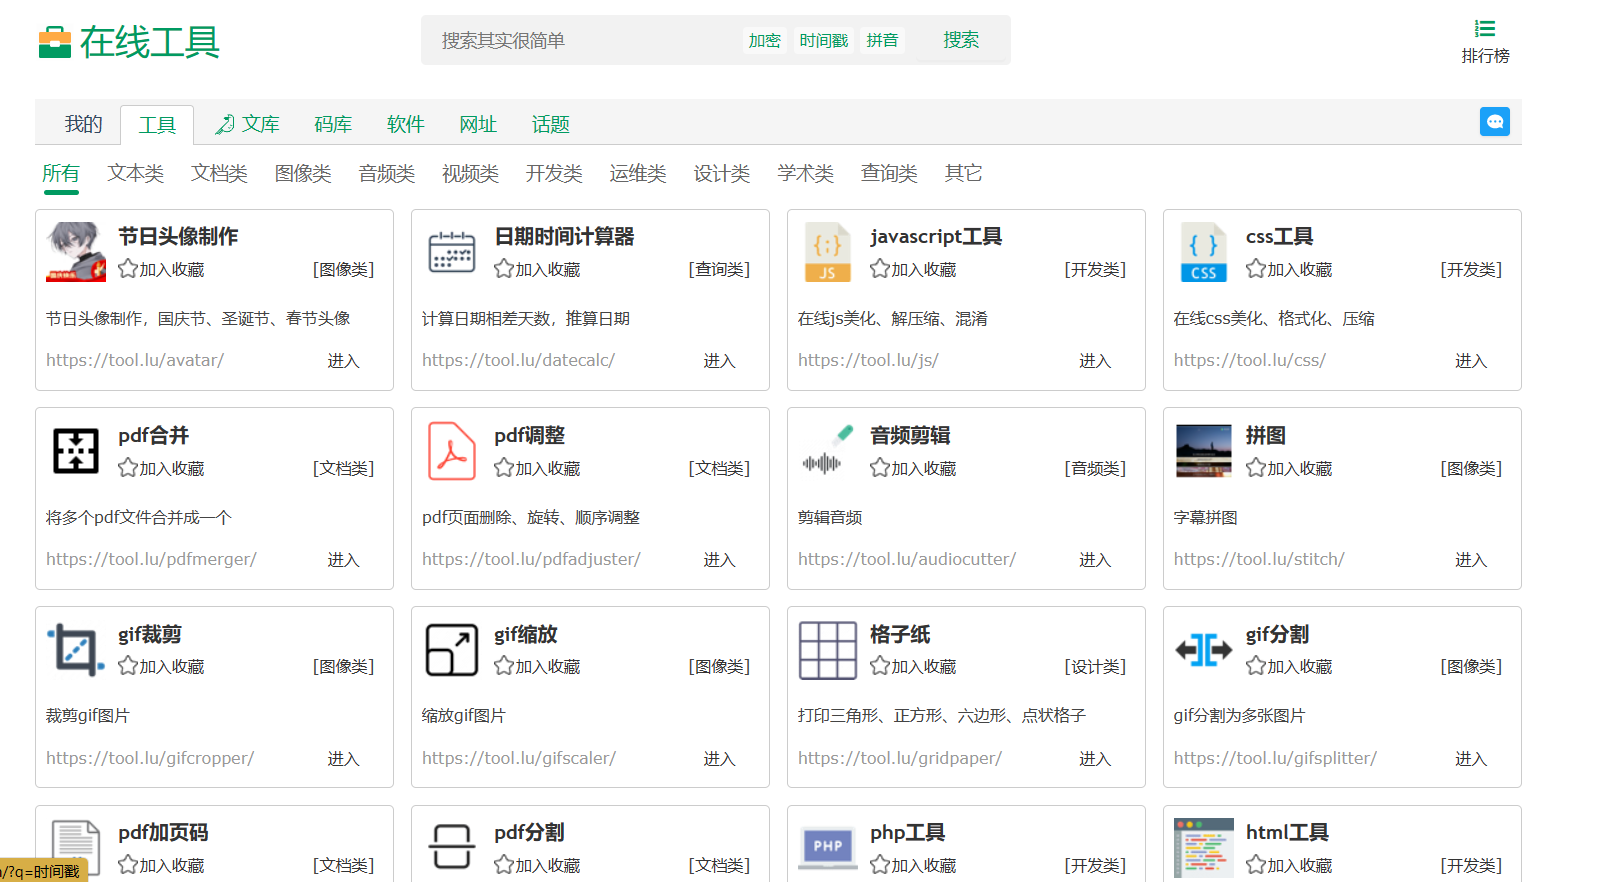 在线工具
搜索其实很简单 加密 时间戳 拼音 搜索
排行榜
我的 工具 文库 码库 软件 网址 话题
所有 文本类 文档类 图像类 音频类 视频类 开发类 运维类 设计类 学术类 查询类 其它
节日头像制作
加入收藏 [图像类]
节日头像制作，国庆节、圣诞节、春节头像
https://tool.lu/avatar/ 进入
日期时间计算器
加入收藏 [查询类]
计算日期相差天数，推算日期
https://tool.lu/datecalc/ 进入
{;}
JS
javascript工具
加入收藏 [开发类]
在线js美化、解压缩、混淆
https://tool.lu/js/ 进入
{ }
CSS
css工具
加入收藏 [开发类]
在线css美化、格式化、压缩
https://tool.lu/css/ 进入
pdf合并
加入收藏 [文档类]
将多个pdf文件合并成一个
https://tool.lu/pdfmerger/ 进入
pdf调整
加入收藏 [文档类]
pdf页面删除、旋转、顺序调整
https://tool.lu/pdfadjuster/ 进入
音频剪辑
加入收藏 [音频类]
剪辑音频
https://tool.lu/audiocutter/ 进入
拼图
加入收藏 [图像类]
字幕拼图
https://tool.lu/stitch/ 进入
gif裁剪
加入收藏 [图像类]
裁剪gif图片
https://tool.lu/gifcropper/ 进入
gif缩放
加入收藏 [图像类]
缩放gif图片
https://tool.lu/gifscaler/ 进入
格子纸
加入收藏 [设计类]
打印三角形、正方形、六边形、点状格子
https://tool.lu/gridpaper/ 进入
gif分割
加入收藏 [图像类]
gif分割为多张图片
https://tool.lu/gifsplitter/ 进入
pdf加页码
加入收藏 [文档类]
pdf分割
加入收藏 [文档类]
PHP
php工具
加入收藏 [开发类]
html工具
加入收藏 [开发类]
/?q=时间戳